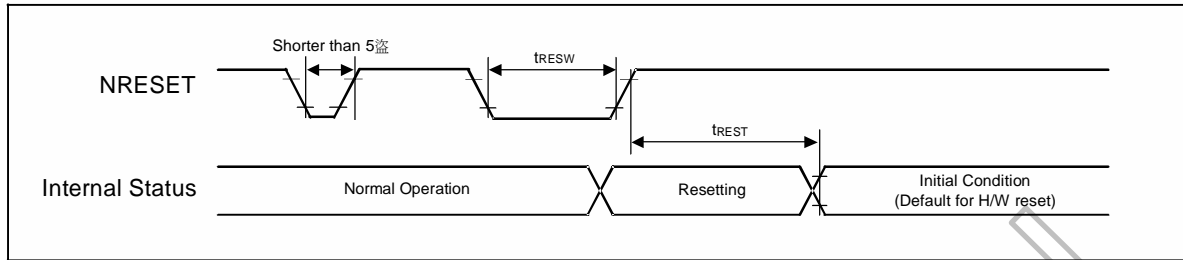 Shorter than 5盜
tRESW
NRESET
tREST
Internal Status
Normal Operation
Resetting
Initial Condition
(Default for H/W reset)